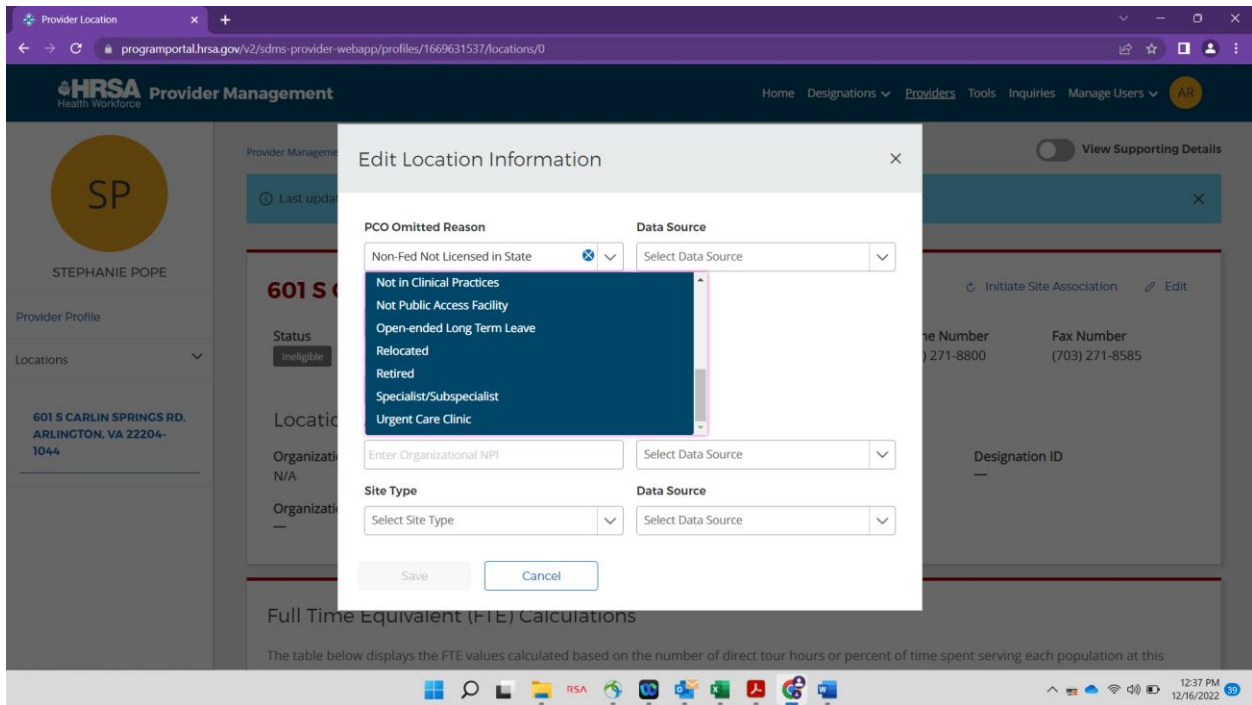 Provider Location
programportal.hrsa.gov/v2/sdms-provider-webapp/profiles/1669631537/locations/0
HRSA
Health Workforce
Provider Management
Home Designations Providers Tools Inquiries Manage Users AR
SP
STEPHANIE POPE
Provider Profile
Locations
601 S CARLIN SPRINGS RD,
ARLINGTON, VA 22204-
1044
Provider Manageme
View Supporting Details
Last upda
601 S
Initiate Site Association Edit
Status
Ineligible
ne Number
) 271-8800
Fax Number
(703) 271-8585
Locatio
Organizati
N/A
Designation ID
—
Organizati
—
Edit Location Information
PCO Omitted Reason Data Source
Non-Fed Not Licensed in State Select Data Source
Not in Clinical Practices
Not Public Access Facility
Open-ended Long Term Leave
Relocated
Retired
Specialist/Subspecialist
Urgent Care Clinic
Enter Organizational NPI Select Data Source
Site Type Data Source
Select Site Type Select Data Source
Save Cancel
Full Time Equivalent (FTE) Calculations
The table below displays the FTE values calculated based on the number of direct tour hours or percent of time spent serving each population at this
RSA
12:37 PM
12/16/2022
39